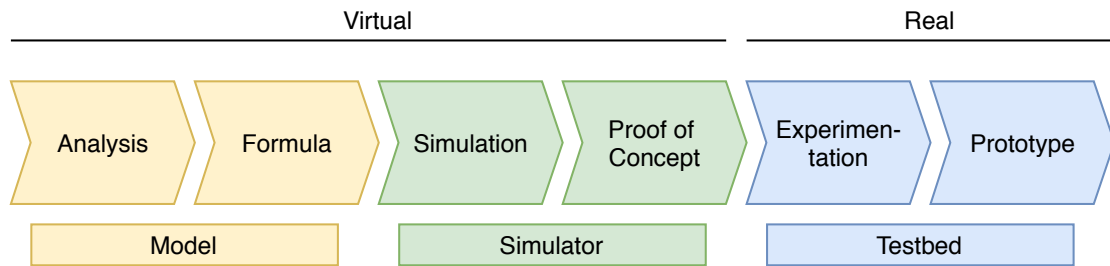 Virtual
Real
Analysis
Formula
Simulation
Proof of
Concept
Experimen-
tation
Prototype
Model
Simulator
Testbed